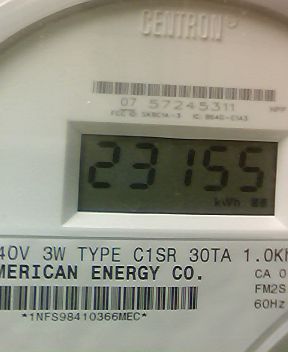 CENTRON
07 57245311
23155
kWh
40V 3W TYPE C1SR 30TA 1.0Kh
MERICAN ENERGY CO.
CA 0
FM2S
60Hz
*1NFS98410366MEC*